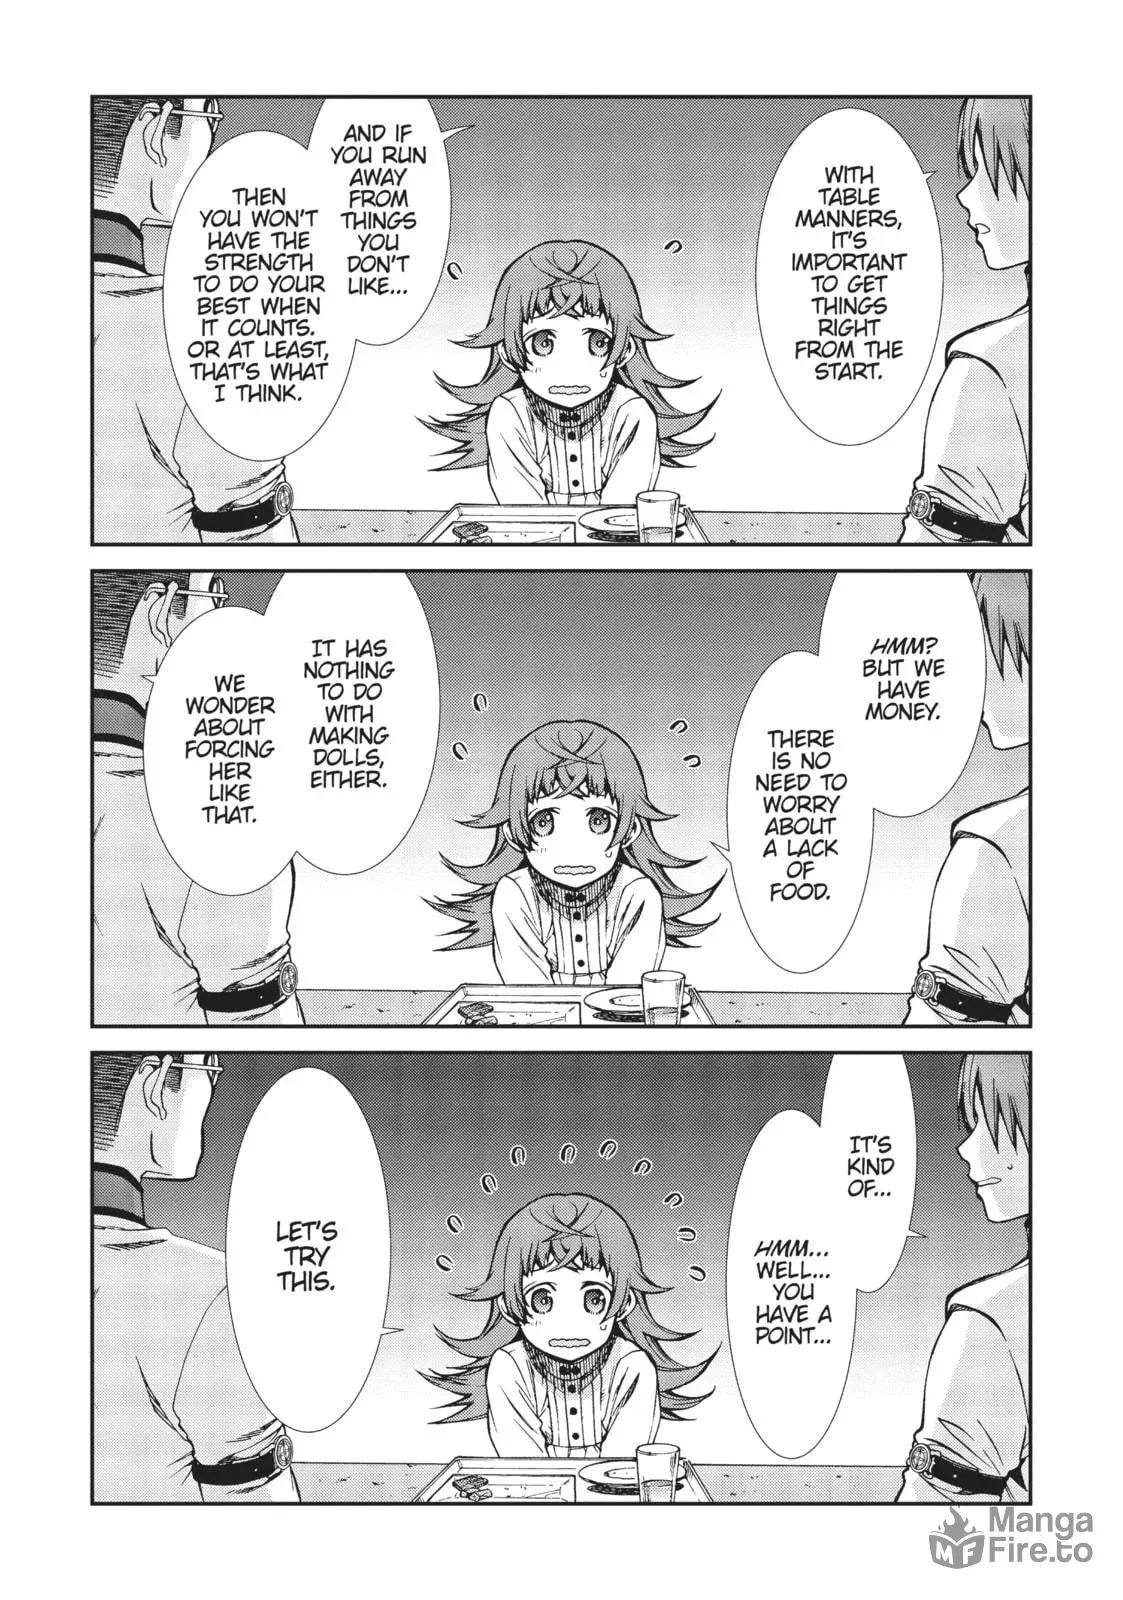 WITH
TABLE
MANNERS,
IT'S
IMPORTANT
TO GET
THINGS
RIGHT
FROM THE
START.
AND IF
YOU RUN
AWAY
FROM
THINGS
YOU
DON'T
LIKE...
THEN
YOU WON'T
HAVE THE
STRENGTH
TO DO YOUR
BEST WHEN
IT COUNTS.
OR AT LEAST,
THAT'S WHAT
I THINK.
HMM?
BUT WE
HAVE
MONEY.
THERE
IS NO
NEED TO
WORRY
ABOUT
A LACK
OF
FOOD.
IT HAS
NOTHING
TO DO
WITH
MAKING
DOLLS,
EITHER.
WE
WONDER
ABOUT
FORCING
HER
LIKE
THAT.
IT'S
KIND
OF...
HMM...
WELL...
YOU
HAVE A
POINT...
LET'S
TRY
THIS.
Manga
Fire.to
MF